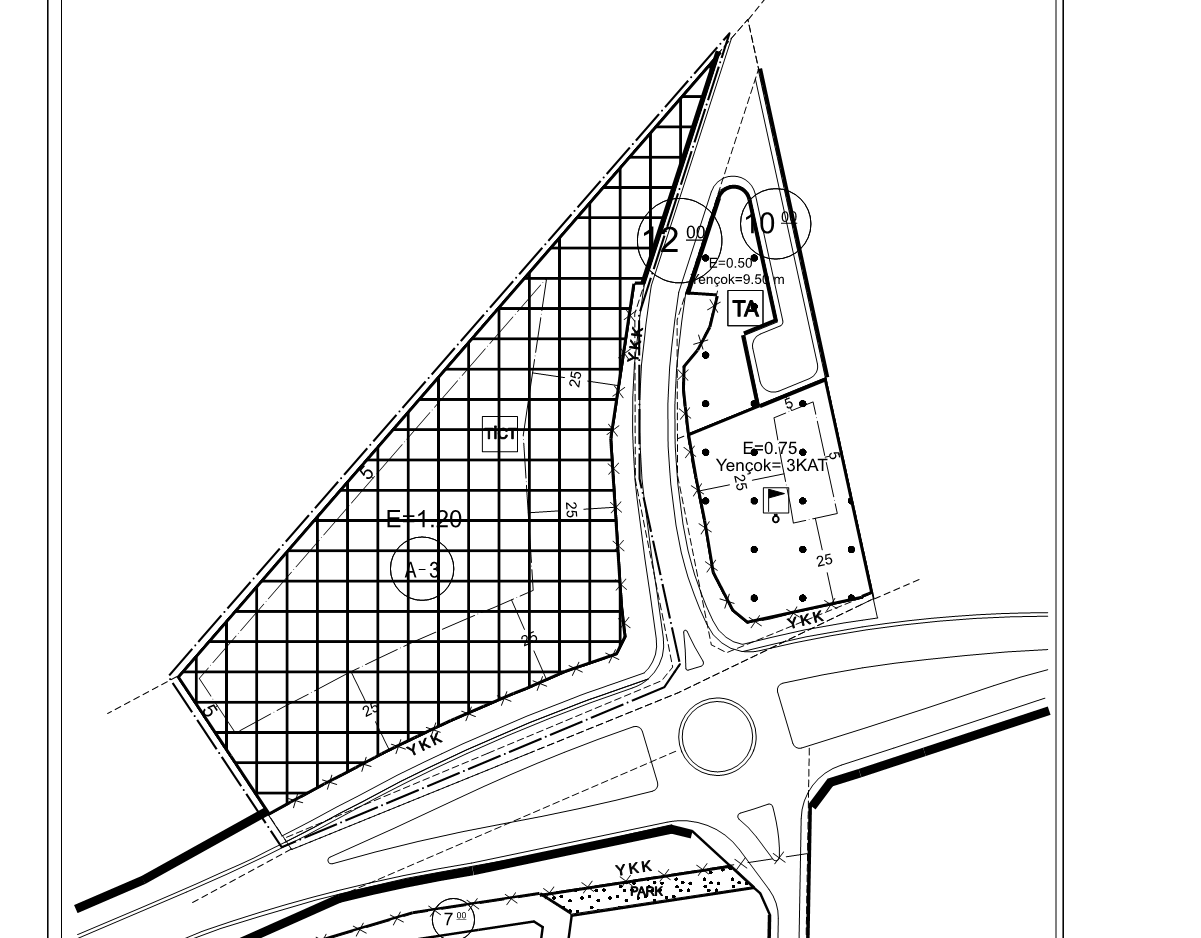 12 00
10 00
E=0.50
Yençok=9.50 m
TA
YKK
25
TİCT
5
5
E=0.75
Yençok= 3KAT
5
25
25
25
E=1.20
A-3
25
YKK
5
25
YKK
YKK
PARK
7 00